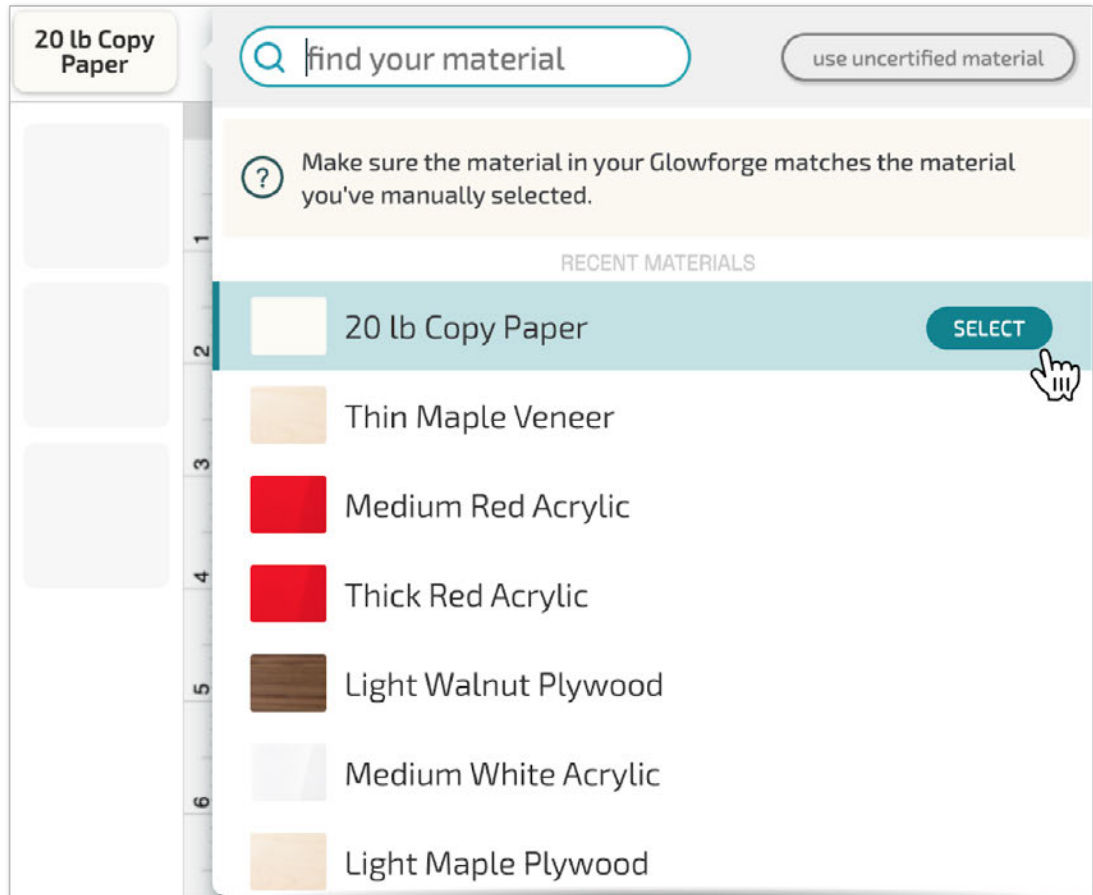 20 lb Copy
Paper
find your material
use uncertified material
Make sure the material in your Glowforge matches the material
you've manually selected.
RECENT MATERIALS
20 lb Copy Paper
SELECT
Thin Maple Veneer
Medium Red Acrylic
Thick Red Acrylic
Light Walnut Plywood
Medium White Acrylic
Light Maple Plywood
1
2
3
4
5
6